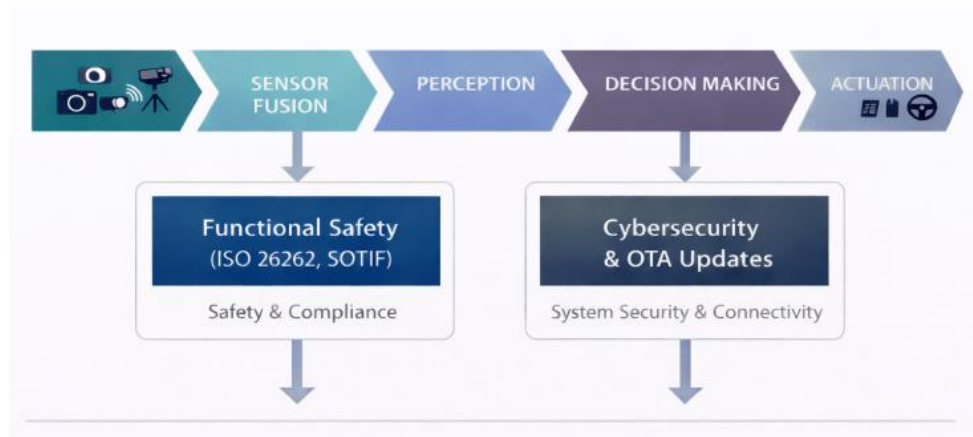 SENSOR
FUSION
PERCEPTION
DECISION MAKING
ACTUATION
Functional Safety
(ISO 26262, SOTIF)
Safety & Compliance
Cybersecurity
& OTA Updates
System Security & Connectivity